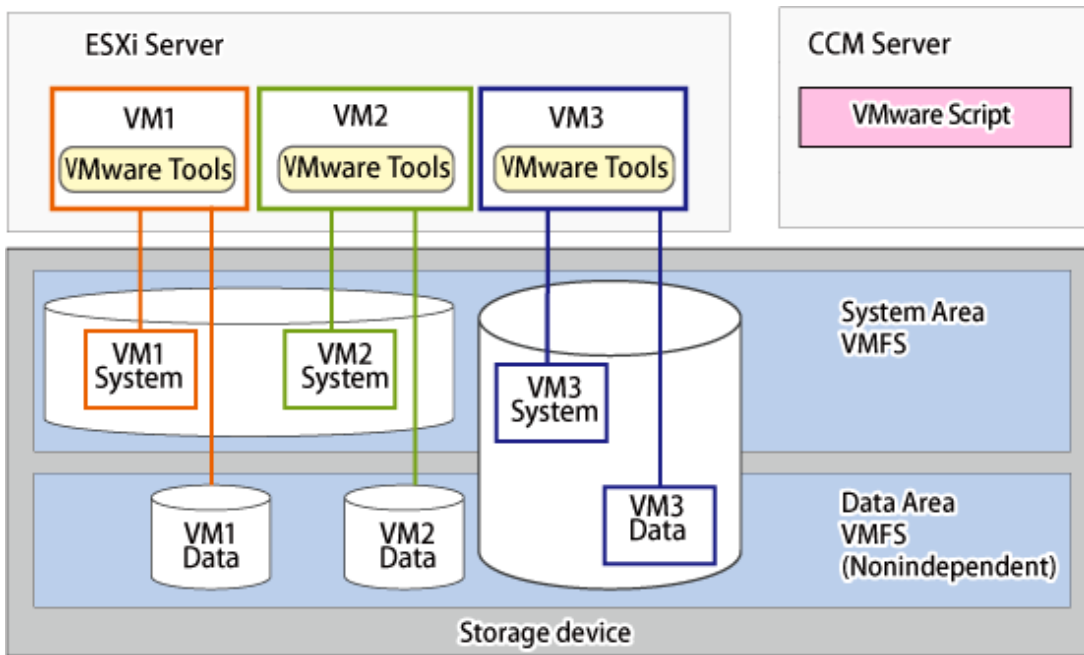 ESXi Server
CCM Server
VM1
VMware Tools
VM2
VMware Tools
VM3
VMware Tools
VMware Script
VM1
System
VM2
System
VM3
System
System Area
VMFS
VM1
Data
VM2
Data
VM3
Data
Data Area
VMFS
(Nonindependent)
Storage device